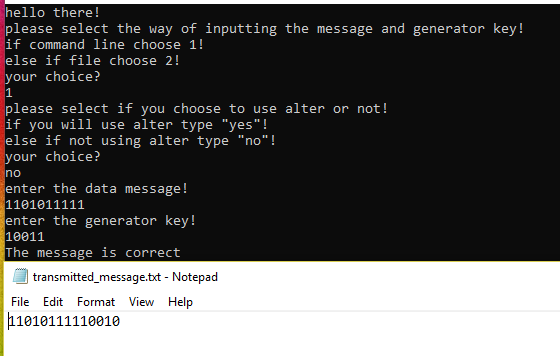 hello there!
please select the way of inputting the message and generator key!
if command line choose 1!
else if file choose 2!
your choice?
1
please select if you choose to use alter or not!
if you will use alter type "yes"!
else if not using alter type "no"!
your choice?
no
enter the data message!
1101011111
enter the generator key!
10011
The message is correct
transmitted_message.txt - Notepad
File Edit Format View Help
11010111110010